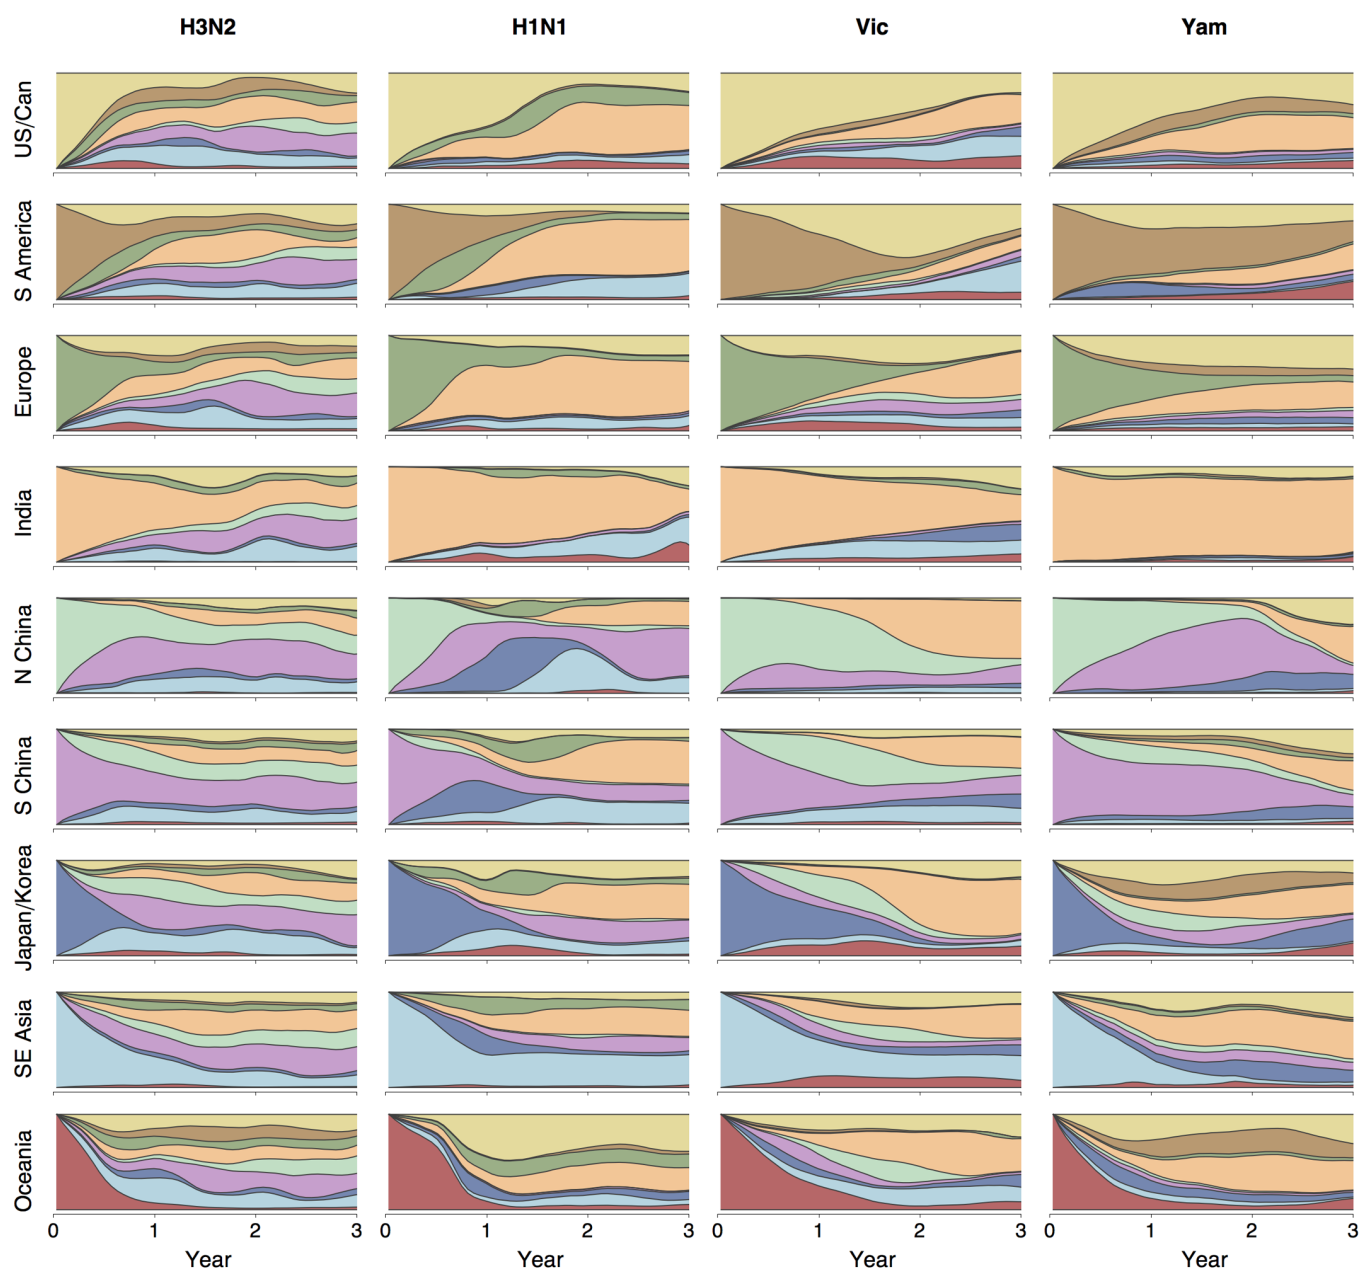 H3N2 H1N1 Vic Yam
US/Can
S America
Europe
India
N China
S China
Japan/Korea
SE Asia
Oceania
0 1 2 3 0 1 2 3 0 1 2 3 0 1 2 3
Year Year Year Year